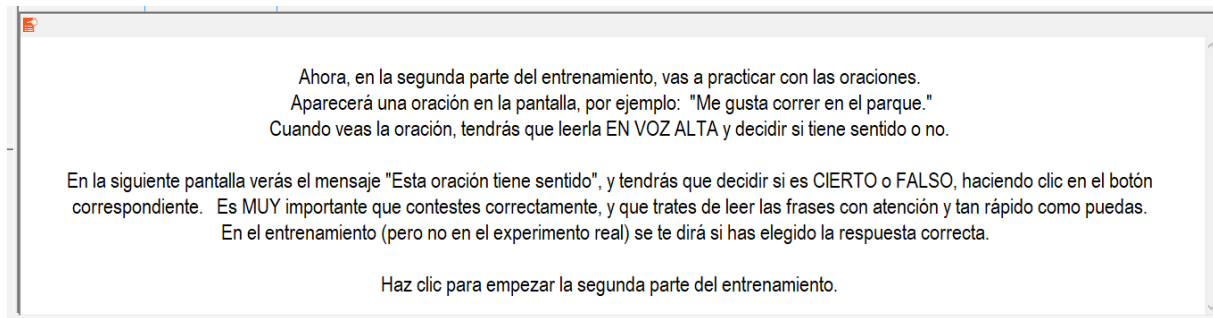 Ahora, en la segunda parte del entrenamiento, vas a practicar con las oraciones.
Aparecerá una oración en la pantalla, por ejemplo:  "Me gusta correr en el parque."
Cuando veas la oración, tendrás que leerla EN VOZ ALTA y decidir si tiene sentido o no.
En la siguiente pantalla verás el mensaje "Esta oración tiene sentido", y tendrás que decidir si es CIERTO o FALSO, haciendo clic en el botón
correspondiente.   Es MUY importante que contestes correctamente, y que trates de leer las frases con atención y tan rápido como puedas.
En el entrenamiento (pero no en el experimento real) se te dirá si has elegido la respuesta correcta.
Haz clic para empezar la segunda parte del entrenamiento.